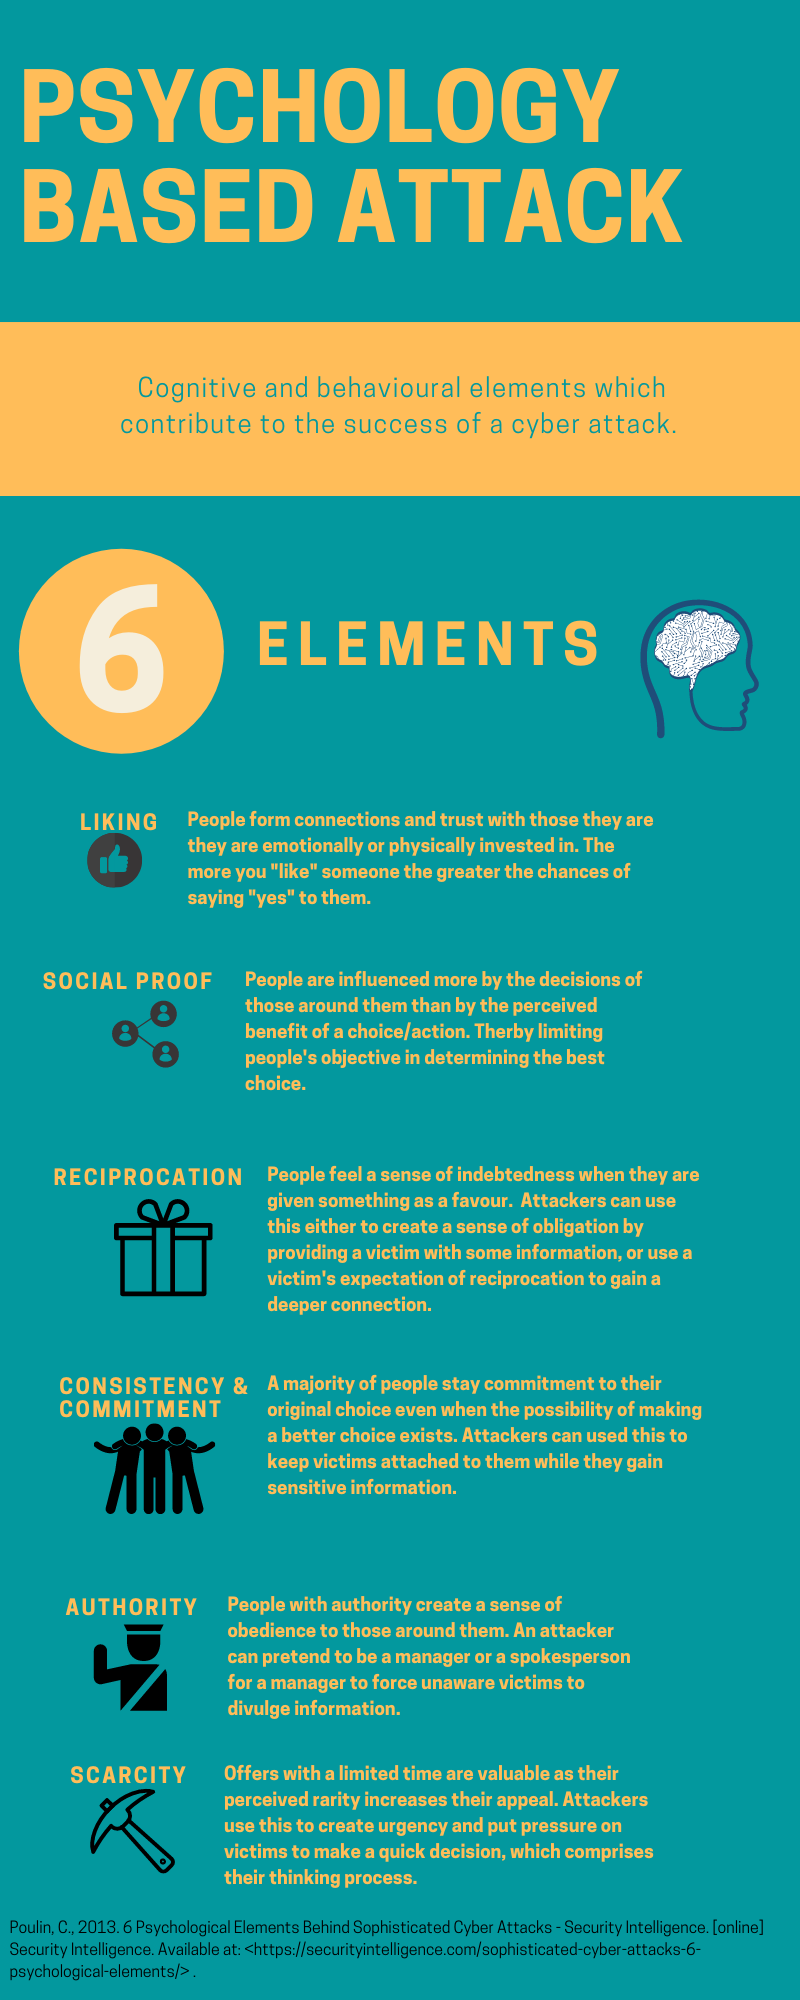 PSYCHOLOGY
BASED ATTACK
Cognitive and behavioural elements which
contribute to the success of a cyber attack.
6
ELEMENTS
LIKING
People form connections and trust with those they are
they are emotionally or physically invested in. The
more you "like" someone the greater the chances of
saying "yes" to them.
SOCIAL PROOF
People are influenced more by the decisions of
those around them than by the perceived
benefit of a choice/action. Therby limiting
people's objective in determining the best
choice.
RECIPROCATION
People feel a sense of indebtedness when they are
given something as a favour.  Attackers can use
this either to create a sense of obligation by
providing a victim with some information, or use a
victim's expectation of reciprocation to gain a
deeper connection.
CONSISTENCY &
COMMITMENT
A majority of people stay commitment to their
original choice even when the possibility of making
a better choice exists. Attackers can used this to
keep victims attached to them while they gain
sensitive information.
AUTHORITY
People with authority create a sense of
obedience to those around them. An attacker
can pretend to be a manager or a spokesperson
for a manager to force unaware victims to
divulge information.
SCARCITY
Offers with a limited time are valuable as their
perceived rarity increases their appeal. Attackers
use this to create urgency and put pressure on
victims to make a quick decision, which comprises
their thinking process.
Poulin, C., 2013. 6 Psychological Elements Behind Sophisticated Cyber Attacks - Security Intelligence. [online]
Security Intelligence. Available at: <https://securityintelligence.com/sophisticated-cyber-attacks-6-
psychological-elements/> .